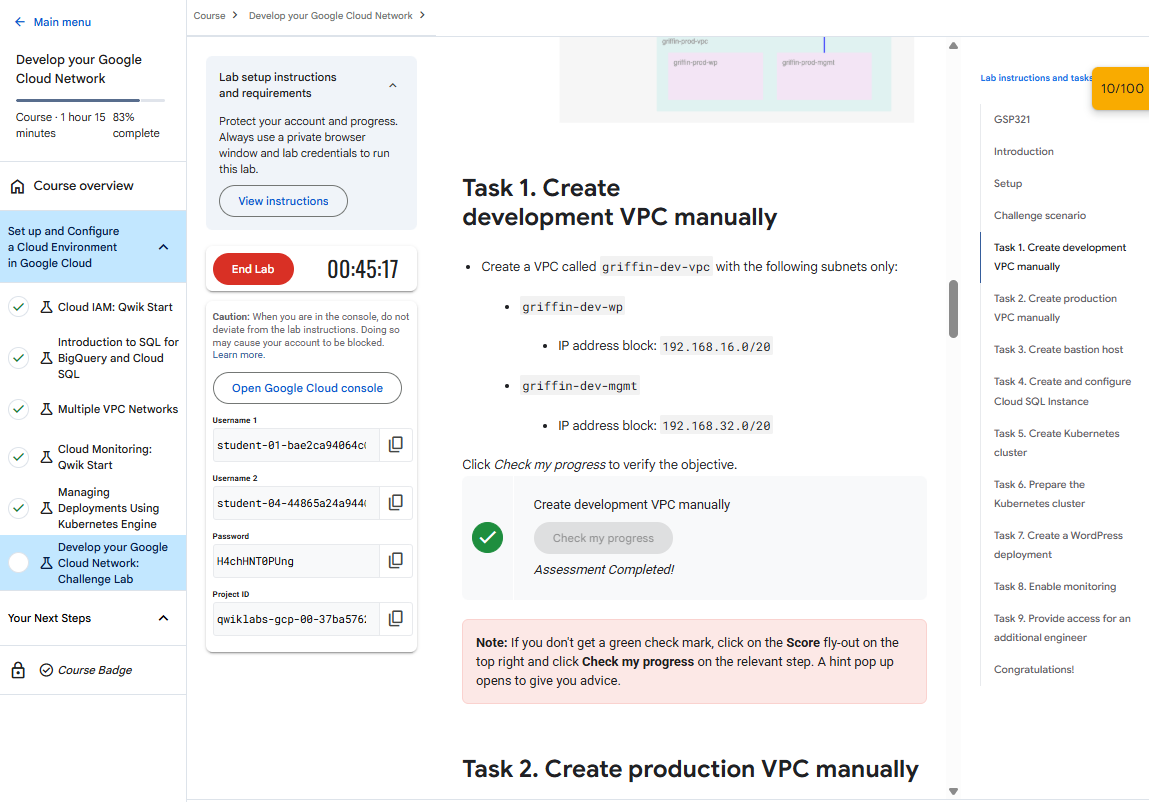 Main menu
Develop your Google
Cloud Network
Course · 1 hour 15
minutes
83%
complete
Course overview
Set up and Configure
a Cloud Environment
in Google Cloud
Cloud IAM: Qwik Start
Introduction to SQL for
BigQuery and Cloud
SQL
Multiple VPC Networks
Cloud Monitoring:
Qwik Start
Managing
Deployments Using
Kubernetes Engine
Develop your Google
Cloud Network:
Challenge Lab
Your Next Steps
Course Badge
Course > Develop your Google Cloud Network >
Lab setup instructions
and requirements
Protect your account and progress.
Always use a private browser
window and lab credentials to run
this lab.
View instructions
End Lab
00:45:17
Caution: When you are in the console, do not
deviate from the lab instructions. Doing so
may cause your account to be blocked.
Learn more.
Open Google Cloud console
Username 1
student-01-bae2ca94064c
Username 2
student-04-44865a24a944
Password
H4chHNT0PUng
Project ID
qwiklabs-gcp-00-37ba576
griffin-prod-vpc
griffin-prod-wp
griffin-prod-mgmt
Task 1. Create
development VPC manually
• Create a VPC called griffin-dev-vpc with the following subnets only:
• griffin-dev-wp
• IP address block: 192.168.16.0/20
• griffin-dev-mgmt
• IP address block: 192.168.32.0/20
Click Check my progress to verify the objective.
Create development VPC manually
Check my progress
Assessment Completed!
Note: If you don't get a green check mark, click on the Score fly-out on the
top right and click Check my progress on the relevant step. A hint pop up
opens to give you advice.
Task 2. Create production VPC manually
Lab instructions and tasks
10/100
GSP321
Introduction
Setup
Challenge scenario
Task 1. Create development
VPC manually
Task 2. Create production
VPC manually
Task 3. Create bastion host
Task 4. Create and configure
Cloud SQL Instance
Task 5. Create Kubernetes
cluster
Task 6. Prepare the
Kubernetes cluster
Task 7. Create a WordPress
deployment
Task 8. Enable monitoring
Task 9. Provide access for an
additional engineer
Congratulations!